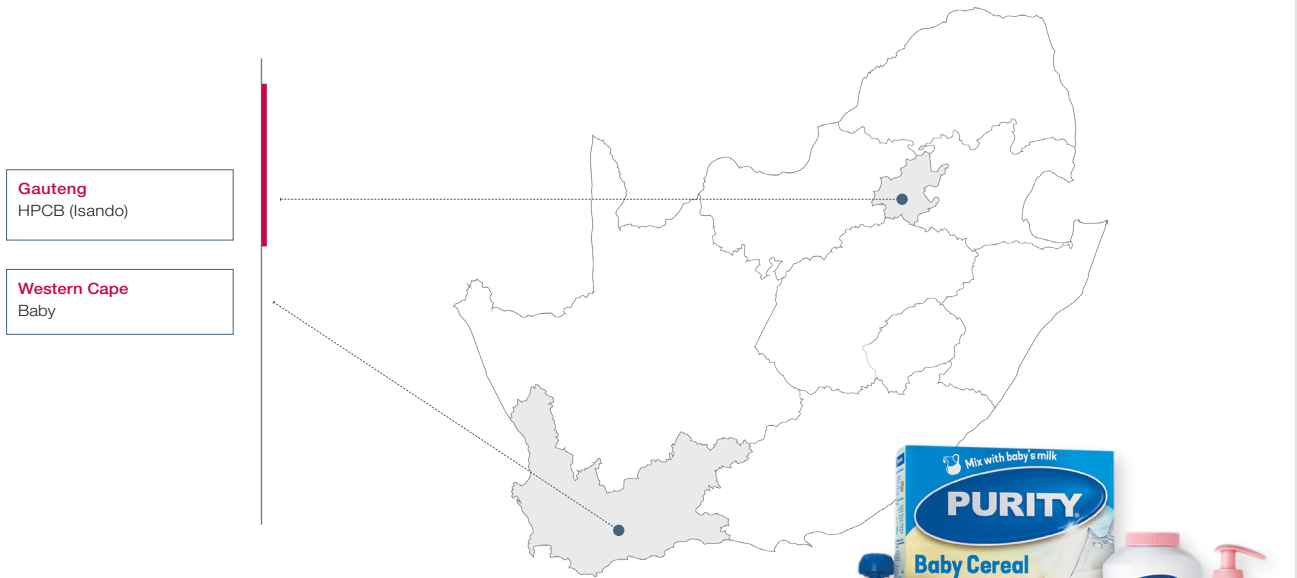 Gauteng
HPCB (Isando)
Western Cape
Baby
Mix with baby's milk
PURITY
Baby Cereal